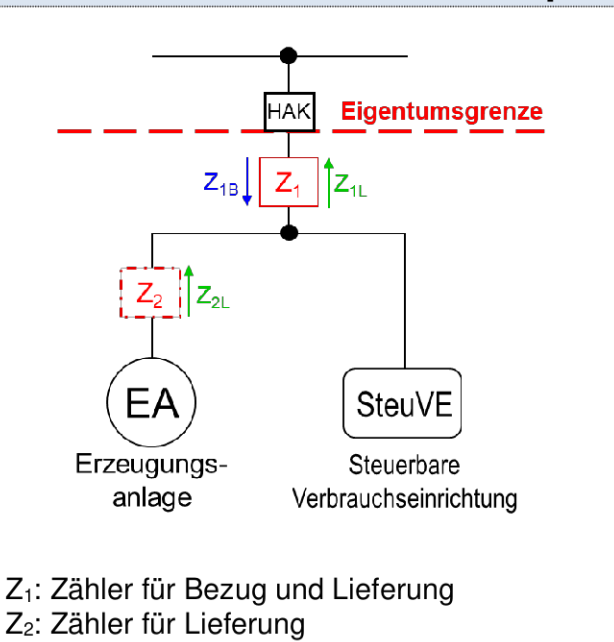 HAK
Eigentumsgrenze
Z1B
Z1
Z1L
Z2
Z2L
EA
SteuVE
Erzeugungs-
anlage
Steuerbare
Verbrauchseinrichtung
Z1: Zähler für Bezug und Lieferung
Z2: Zähler für Lieferung